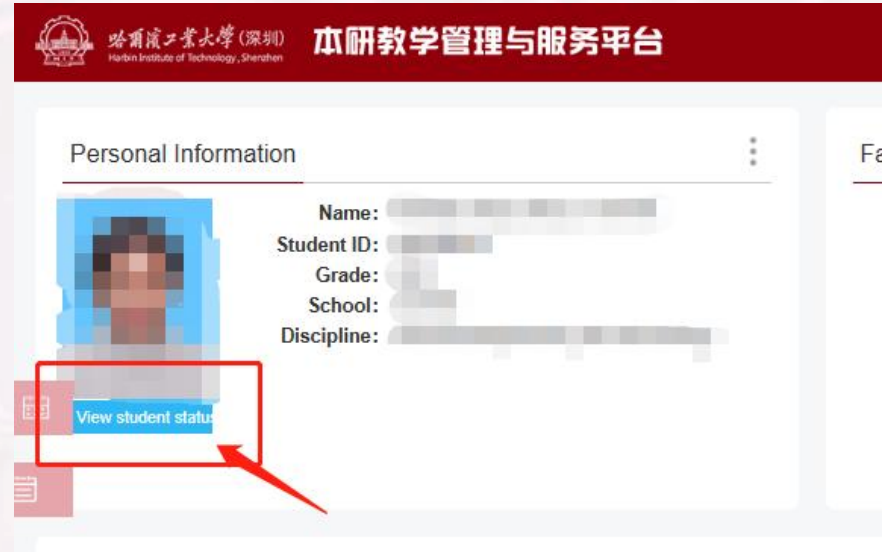 哈爾濱工業大學(深圳)
Harbin Institute of Technology, Shenzhen
本研教学管理与服务平台
Personal Information
Fa
Name:
Student ID:
Grade:
School:
Discipline:
View student status